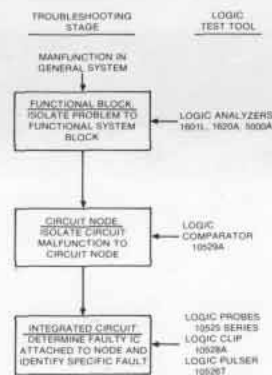 TROUBLESHOOTING
STAGE
LOGIC
TEST TOOL
MANFUNCTION IN
GENERAL SYSTEM
FUNCTIONAL BLOCK
ISOLATE PROBLEM TO
FUNCTIONAL SYSTEM
BLOCK
LOGIC ANALYZERS
1601L, 1620A, 5000A
CIRCUIT NODE
ISOLATE CIRCUIT
MALFUNCTION TO
CIRCUIT NODE
LOGIC
COMPARATOR
10529A
INTEGRATED CIRCUIT
DETERMINE FAULTY IC
ATTACHED TO NODE AND
IDENTIFY SPECIFIC FAULT
LOGIC PROBES
10525 SERIES
LOGIC CLIP
10528A
LOGIC PULSER
10526T